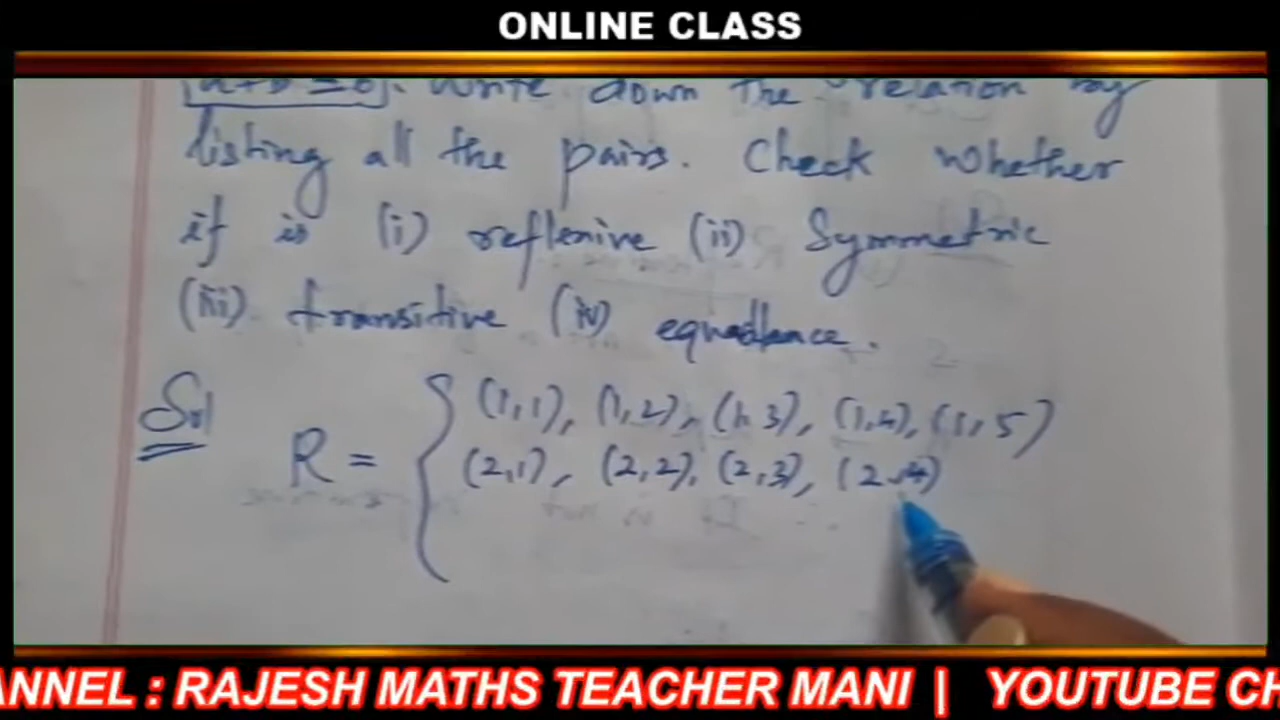 ONLINE CLASS
a+b ≤ 6}. Write down the relation by
listing all the pairs. Check whether
if is (i) reflexive (ii) Symmetric
(iii) transitive (iv)
Sol
R = { (1,1), (1,2), (1,3), (1,4), (1,5)
(2,1), (2,2), (2,3), (2,4)
ANNEL : RAJESH MATHS TEACHER MANI | YOUTUBE CH